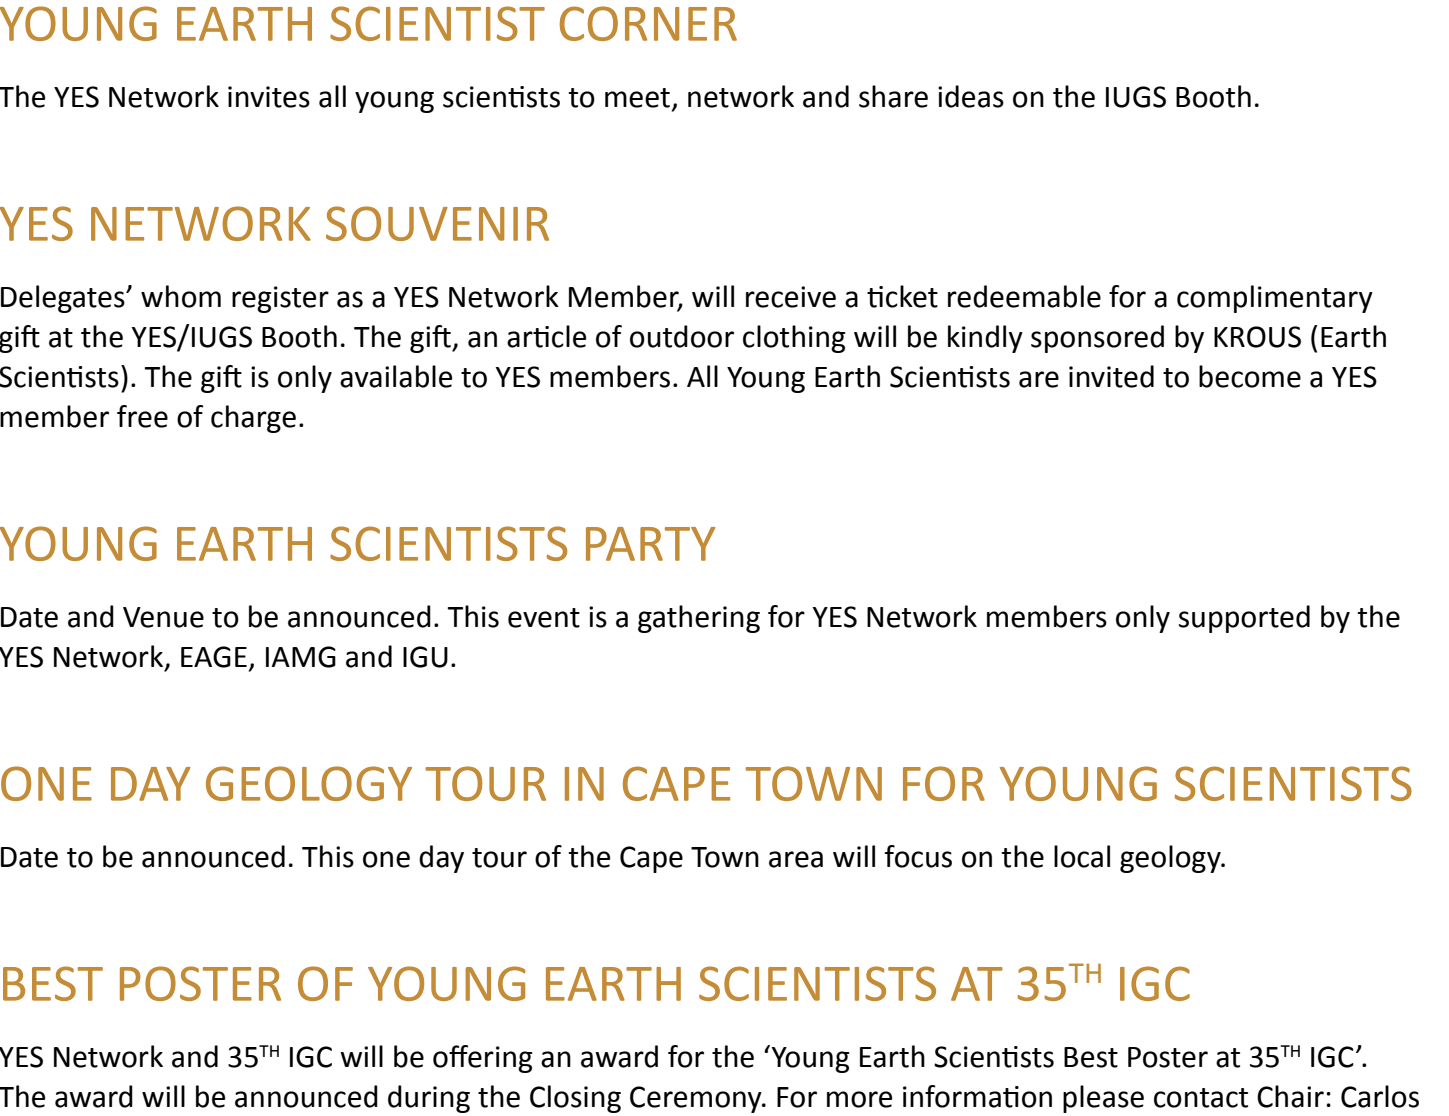 YOUNG EARTH SCIENTIST CORNER
The YES Network invites all young scientists to meet, network and share ideas on the IUGS Booth.
YES NETWORK SOUVENIR
Delegates’ whom register as a YES Network Member, will receive a ticket redeemable for a complimentary
gift at the YES/IUGS Booth. The gift, an article of outdoor clothing will be kindly sponsored by KROUS (Earth
Scientists). The gift is only available to YES members. All Young Earth Scientists are invited to become a YES
member free of charge.
YOUNG EARTH SCIENTISTS PARTY
Date and Venue to be announced. This event is a gathering for YES Network members only supported by the
YES Network, EAGE, IAMG and IGU.
ONE DAY GEOLOGY TOUR IN CAPE TOWN FOR YOUNG SCIENTISTS
Date to be announced. This one day tour of the Cape Town area will focus on the local geology.
BEST POSTER OF YOUNG EARTH SCIENTISTS AT 35TH IGC
YES Network and 35TH IGC will be offering an award for the ‘Young Earth Scientists Best Poster at 35TH IGC’.
The award will be announced during the Closing Ceremony. For more information please contact Chair: Carlos